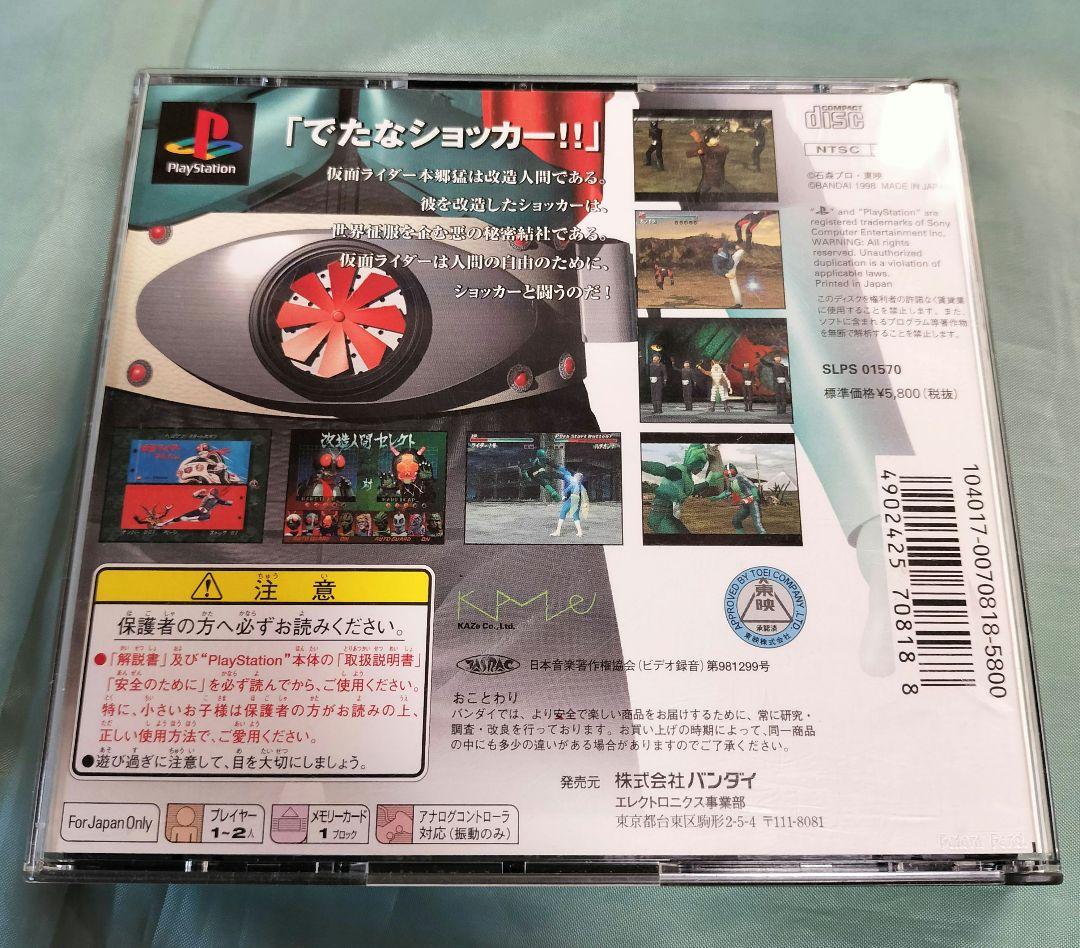 PlayStation
「でたなショッカー!!」
仮面ライダー本郷猛は改造人間である。
彼を改造したショッカーは、
世界征服を企む悪の秘密結社である。
仮面ライダーは人間の自由のために、
ショッカーと闘うのだ！
COMPACT
disc
NTSC
©石森プロ・東映
©BANDAI 1998 MADE IN JAPAN
" " and "PlayStation" are
registered trademarks of Sony
Computer Entertainment Inc.
WARNING: All rights
reserved. Unauthorized
duplication is a violation of
applicable laws.
Printed in Japan
このディスクを権利者の許諾なく賃貸業
に使用することを禁止します。また、
ソフトに含まれるプログラム等著作物
を無断で解析することを禁止します。
SLPS 01570
標準価格¥5,800(税抜)
改造人間セレクト
対
AUTO GUARD ON
AUTO GUARD ON
Push Start Button!
104017-0070818-5800
4902425 70818 8
注意
保護者の方へ必ずお読みください。
●「解説書」及び"PlayStation"本体の「取扱説明書」
「安全のために」を必ず読んでから、ご使用ください。
特に、小さいお子様は保護者の方がお読みの上、
正しい使用方法で、ご愛用ください。
●遊び過ぎに注意して、目を大切にしましょう。
KAZe
KAZe Co., Ltd.
APPROVED BY TOEI COMPANY, LTD.
東映
承認済
東映株式会社
JASRAC 日本音楽著作権協会(ビデオ録音)第981299号
おことわり
バンダイでは、より安全で楽しい商品をお届けするために、常に研究・
調査・改良を行っております。お買い上げの時期によって、同一商品
の中にも多少の違いがある場合がありますのでご了承ください。
発売元 株式会社バンダイ
エレクトロニクス事業部
東京都台東区駒形2-5-4 〒111-8081
For Japan Only
プレイヤー
1~2人
メモリーカード
1ブロック
アナログコントローラ
対応(振動のみ)